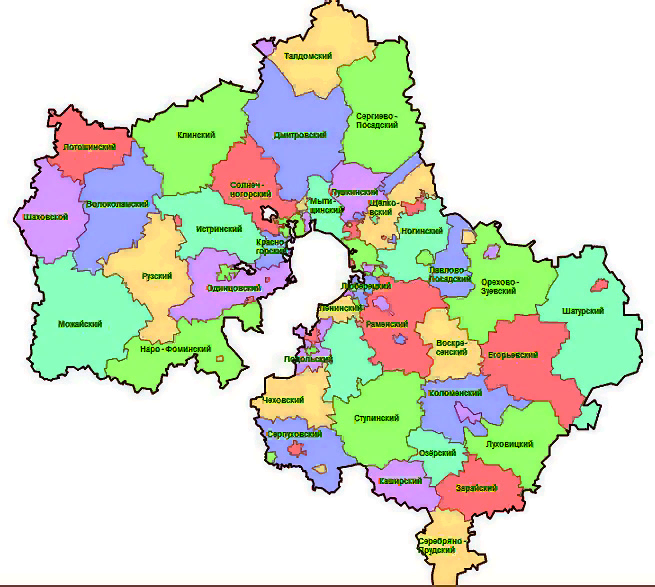 Талдомский
Сергиево-
Посадский
Клинский
Дмитровский
Лотошинский
Солнеч-
ногорский
Пушкинский
Мыти-
щинский
Щёлко-
вский
Шаховской
Волоколамский
Истринский
Красно-
горский
Ногинский
Павлово-
Посадский
Орехово-
Зуевский
Рузский
Одинцовский
Люберецкий
Ленинский
Раменский
Шатурский
Можайский
Наро-Фоминский
Подольский
Воскре-
сенский
Егорьевский
Чеховский
Ступинский
Коломенский
Серпуховский
Озёрский
Луховицкий
Каширский
Зарайский
Серебряно-
Прудский